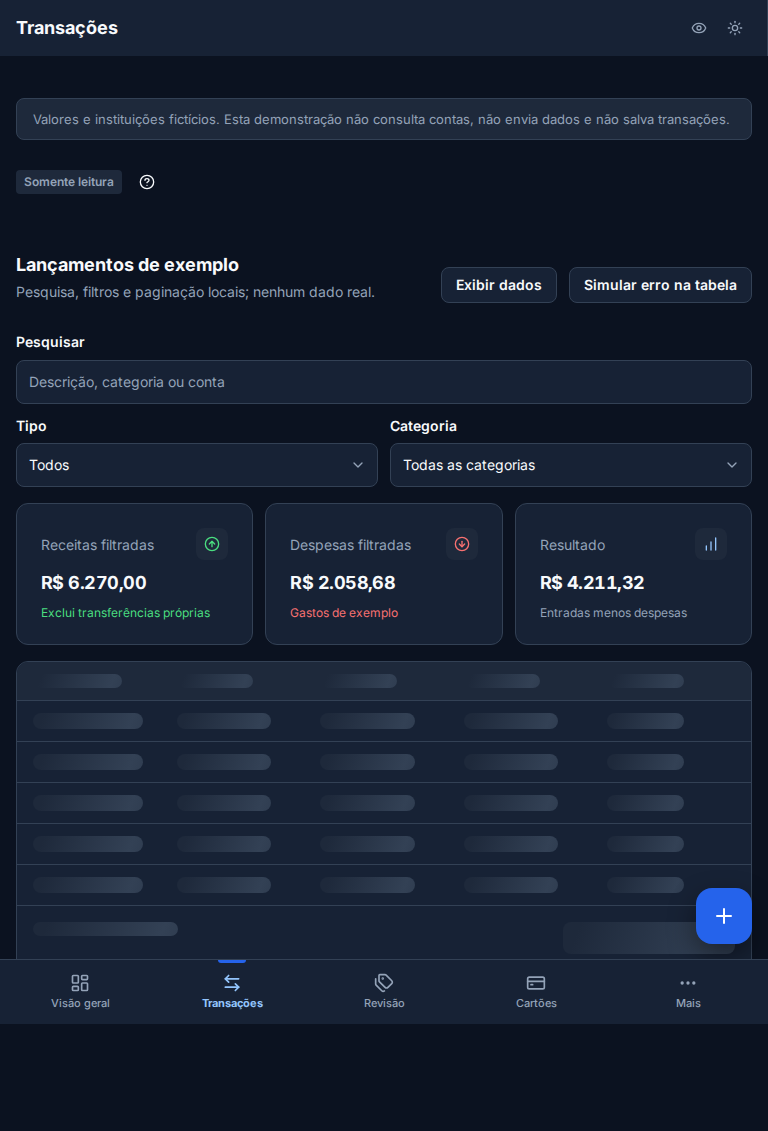 Transações
Valores e instituições fictícios. Esta demonstração não consulta contas, não envia dados e não salva transações.
Somente leitura
Lançamentos de exemplo
Pesquisa, filtros e paginação locais; nenhum dado real.
Exibir dados
Simular erro na tabela
Pesquisar
Descrição, categoria ou conta
Tipo
Categoria
Todos
Todas as categorias
Receitas filtradas
R$ 6.270,00
Exclui transferências próprias
Despesas filtradas
R$ 2.058,68
Gastos de exemplo
Resultado
R$ 4.211,32
Entradas menos despesas
Visão geral
Transações
Revisão
Cartões
Mais